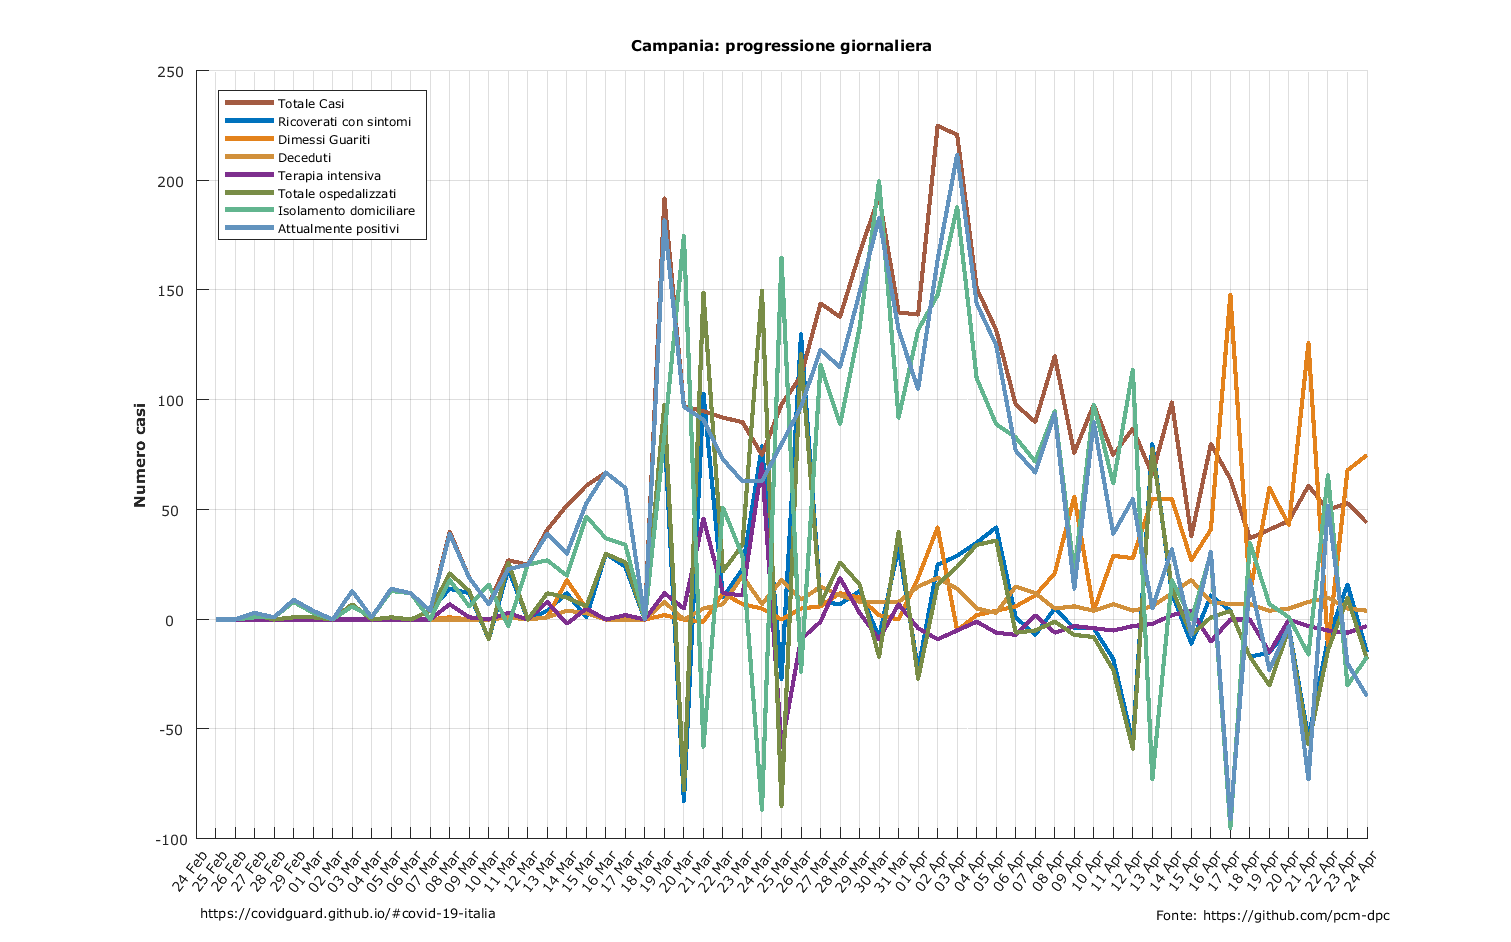 Campania: progressione giornaliera
250
200
150
100
50
0
-50
-100
Numero casi
Totale Casi
Ricoverati con sintomi
Dimessi Guariti
Deceduti
Terapia intensiva
Totale ospedalizzati
Isolamento domiciliare
Attualmente positivi
24 Feb
25 Feb
26 Feb
27 Feb
28 Feb
29 Feb
01 Mar
02 Mar
03 Mar
04 Mar
05 Mar
06 Mar
07 Mar
08 Mar
09 Mar
10 Mar
11 Mar
12 Mar
13 Mar
14 Mar
15 Mar
16 Mar
17 Mar
18 Mar
19 Mar
20 Mar
21 Mar
22 Mar
23 Mar
24 Mar
25 Mar
26 Mar
27 Mar
28 Mar
29 Mar
30 Mar
31 Mar
01 Apr
02 Apr
03 Apr
04 Apr
05 Apr
06 Apr
07 Apr
08 Apr
09 Apr
10 Apr
11 Apr
12 Apr
13 Apr
14 Apr
15 Apr
16 Apr
17 Apr
18 Apr
19 Apr
20 Apr
21 Apr
22 Apr
23 Apr
24 Apr
https://covidguard.github.io/#covid-19-italia
Fonte: https://github.com/pcm-dpc